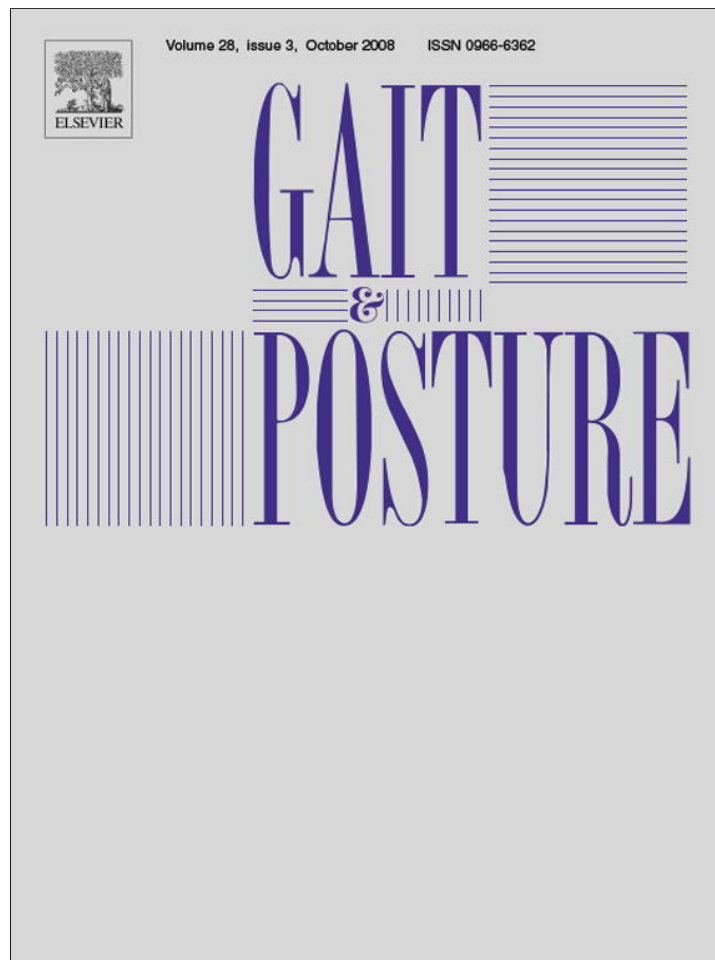 Volume 28, issue 3, October 2008 ISSN 0966-6362
ELSEVIER
GAIT
&
POSTURE